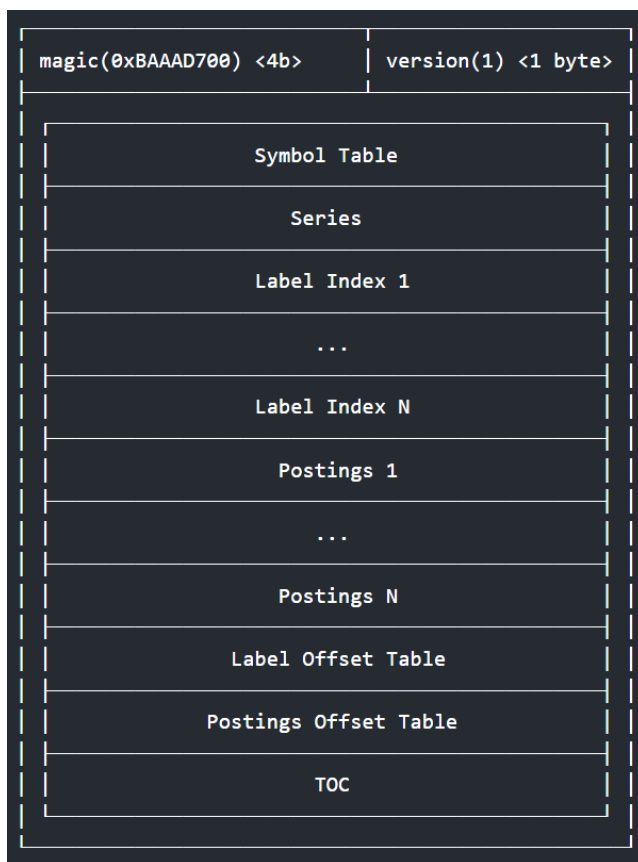 magic(0xBAAAD700) <4b> version(1) <1 byte>
Symbol Table
Series
Label Index 1
...
Label Index N
Postings 1
...
Postings N
Label Offset Table
Postings Offset Table
TOC